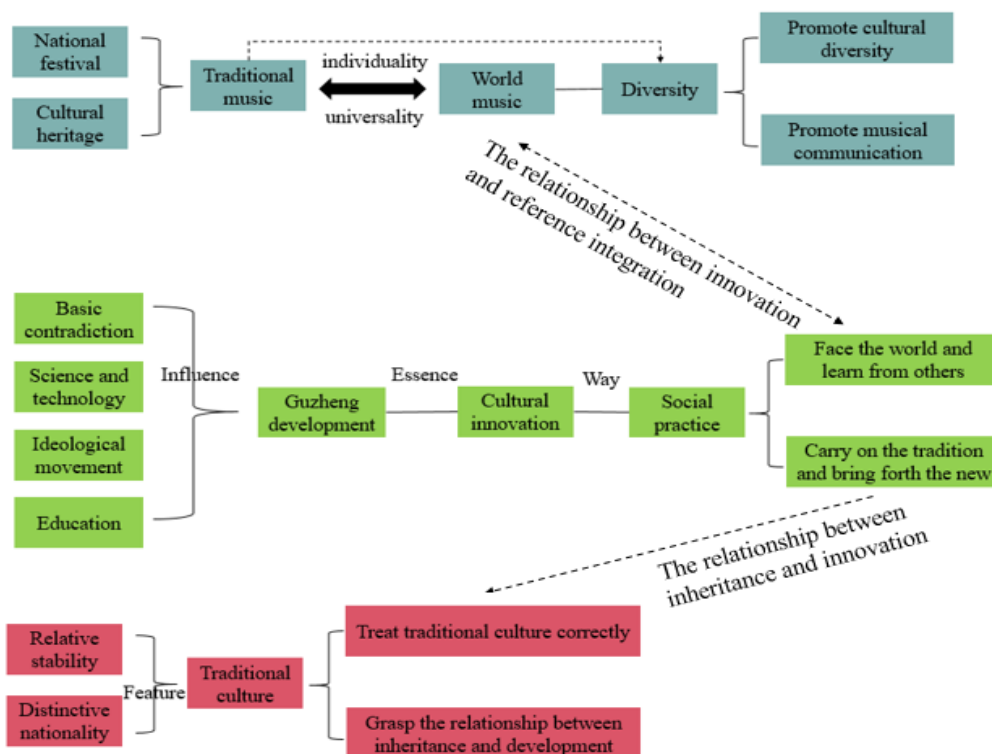 National
festival
Cultural
heritage
Traditional
music
individuality
universality
World
music
Diversity
Promote cultural
diversity
Promote musical
communication
The relationship between innovation
and reference integration
Basic
contradiction
Science and
technology
Ideological
movement
Education
Influence
Guzheng
development
Essence
Cultural
innovation
Way
Social
practice
Face the world and
learn from others
Carry on the tradition
and bring forth the new
The relationship between
inheritance and innovation
Relative
stability
Distinctive
nationality
Feature
Traditional
culture
Treat traditional culture correctly
Grasp the relationship between
inheritance and development